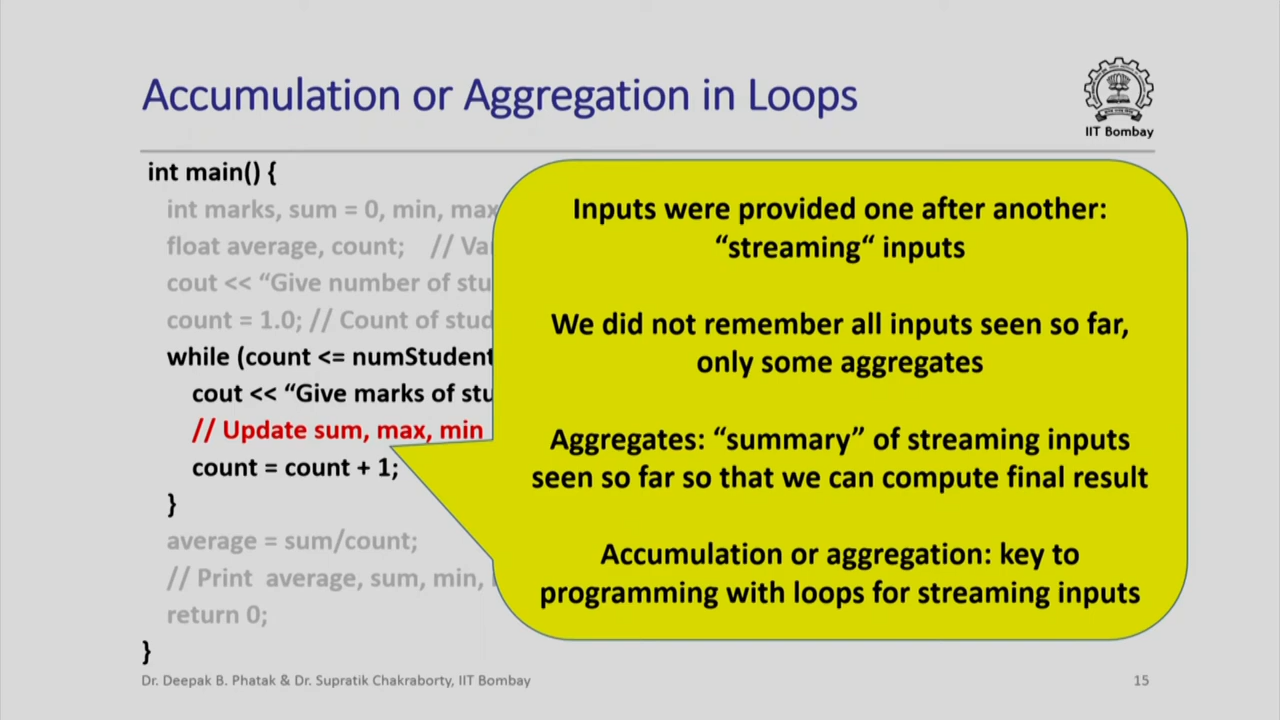 Accumulation or Aggregation in Loops
IIT Bombay
int main() {
int marks, sum = 0, min, max
float average, count; // Va
cout << “Give number of stu
count = 1.0; // Count of stud
while (count <= numStudent
cout << “Give marks of stu
// Update sum, max, min
count = count + 1;
}
average = sum/count;
// Print average, sum, min,
return 0;
}
Inputs were provided one after another:
“streaming“ inputs
We did not remember all inputs seen so far,
only some aggregates
Aggregates: “summary” of streaming inputs
seen so far so that we can compute final result
Accumulation or aggregation: key to
programming with loops for streaming inputs
Dr. Deepak B. Phatak & Dr. Supratik Chakraborty, IIT Bombay
15